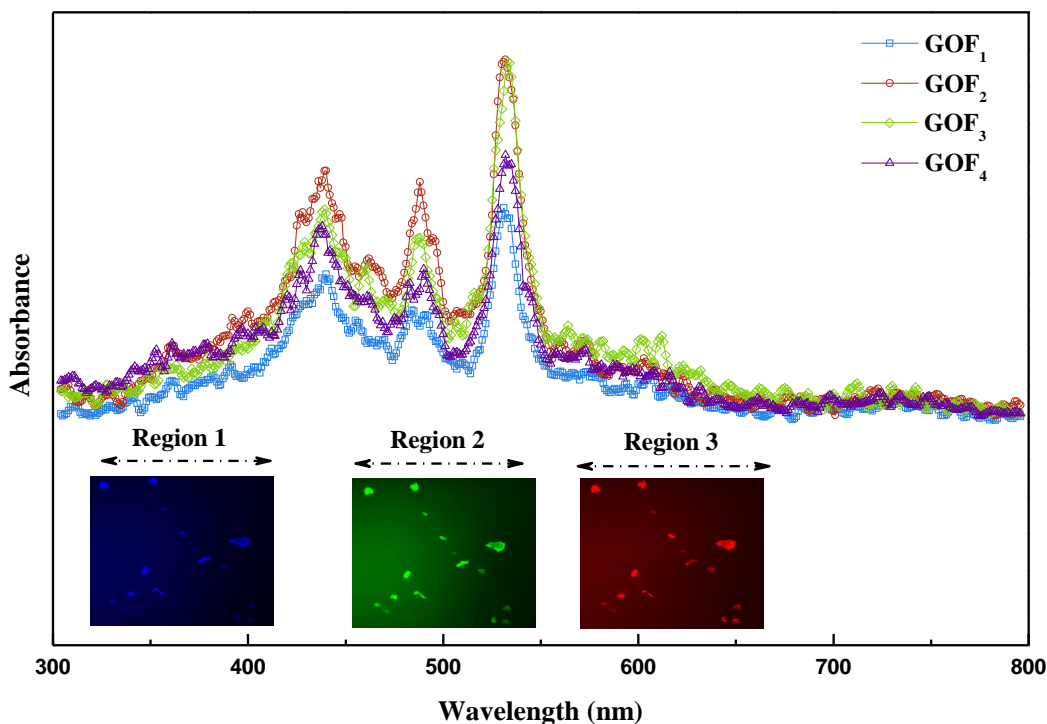 GOF1
GOF2
GOF3
GOF4
Absorbance
Region 1
Region 2
Region 3
300 400 500 600 700 800
Wavelength (nm)